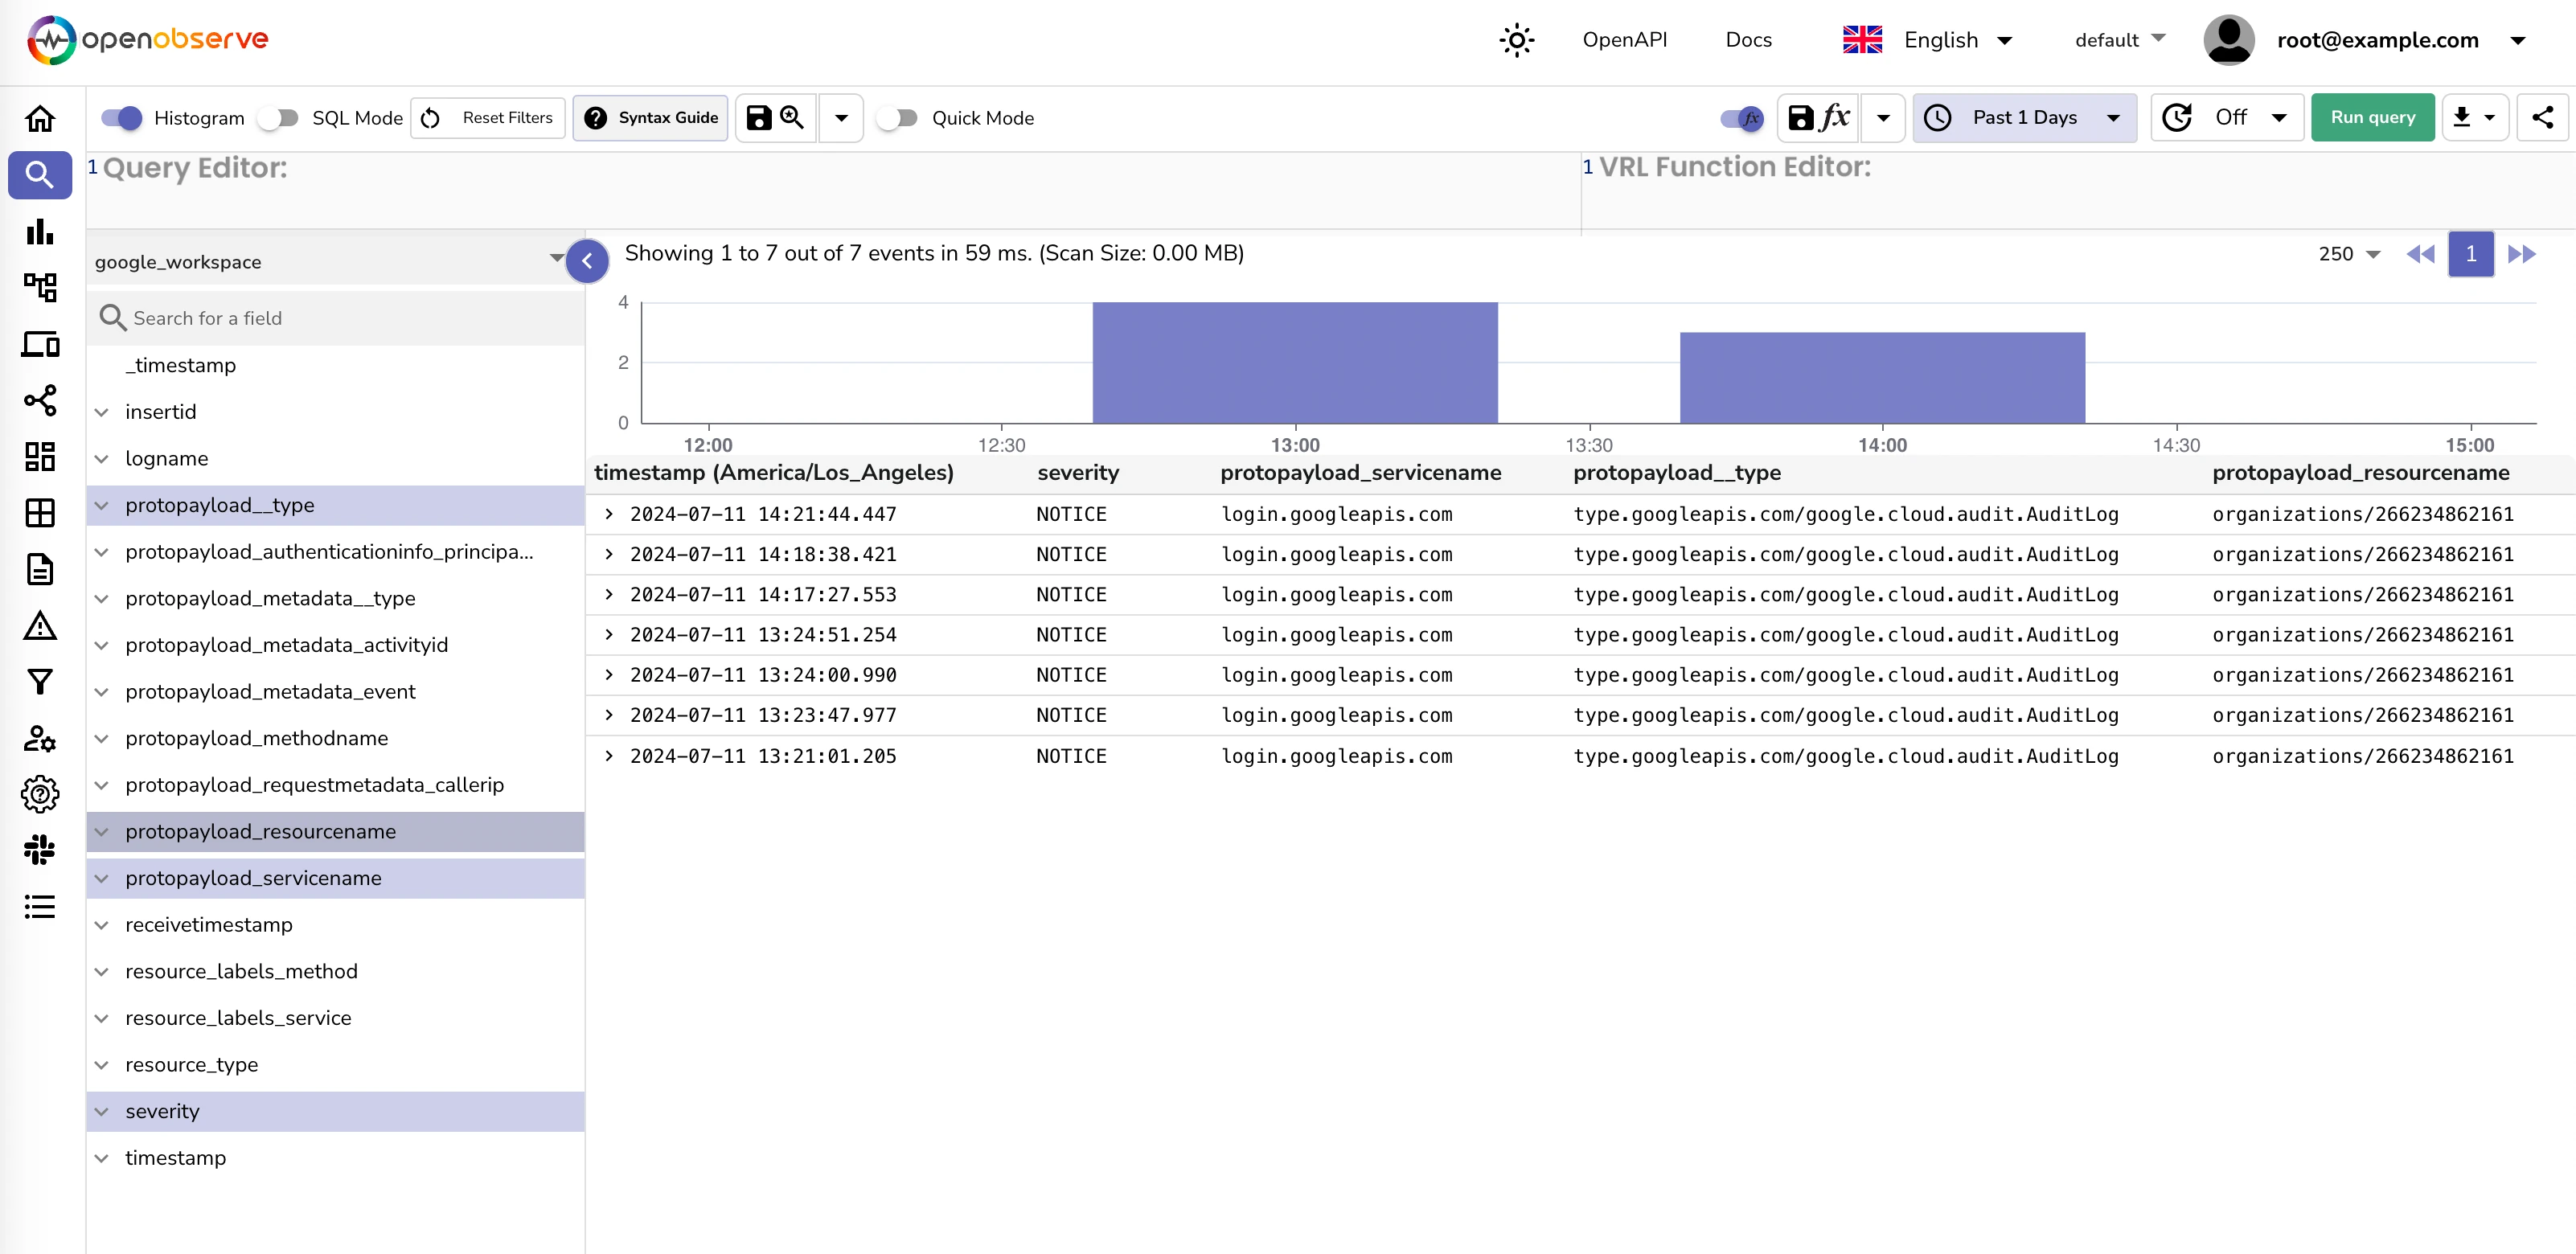 openobserve
OpenAPI Docs English default root@example.com
Histogram SQL Mode Reset Filters Syntax Guide Quick Mode fx fx Past 1 Days Off Run query
1 Query Editor: 1 VRL Function Editor:
google_workspace
Showing 1 to 7 out of 7 events in 59 ms. (Scan Size: 0.00 MB) 250 1
Search for a field
_timestamp
insertid
logname
protopayload__type
protopayload_authenticationinfo_principa...
protopayload_metadata__type
protopayload_metadata_activityid
protopayload_metadata_event
protopayload_methodname
protopayload_requestmetadata_callerip
protopayload_resourcename
protopayload_servicename
receivetimestamp
resource_labels_method
resource_labels_service
resource_type
severity
timestamp
4
2
0
12:00 12:30 13:00 13:30 14:00 14:30 15:00
timestamp (America/Los_Angeles) severity protopayload_servicename protopayload__type protopayload_resourcename
2024-07-11 14:21:44.447 NOTICE login.googleapis.com type.googleapis.com/google.cloud.audit.AuditLog organizations/266234862161
2024-07-11 14:18:38.421 NOTICE login.googleapis.com type.googleapis.com/google.cloud.audit.AuditLog organizations/266234862161
2024-07-11 14:17:27.553 NOTICE login.googleapis.com type.googleapis.com/google.cloud.audit.AuditLog organizations/266234862161
2024-07-11 13:24:51.254 NOTICE login.googleapis.com type.googleapis.com/google.cloud.audit.AuditLog organizations/266234862161
2024-07-11 13:24:00.990 NOTICE login.googleapis.com type.googleapis.com/google.cloud.audit.AuditLog organizations/266234862161
2024-07-11 13:23:47.977 NOTICE login.googleapis.com type.googleapis.com/google.cloud.audit.AuditLog organizations/266234862161
2024-07-11 13:21:01.205 NOTICE login.googleapis.com type.googleapis.com/google.cloud.audit.AuditLog organizations/266234862161